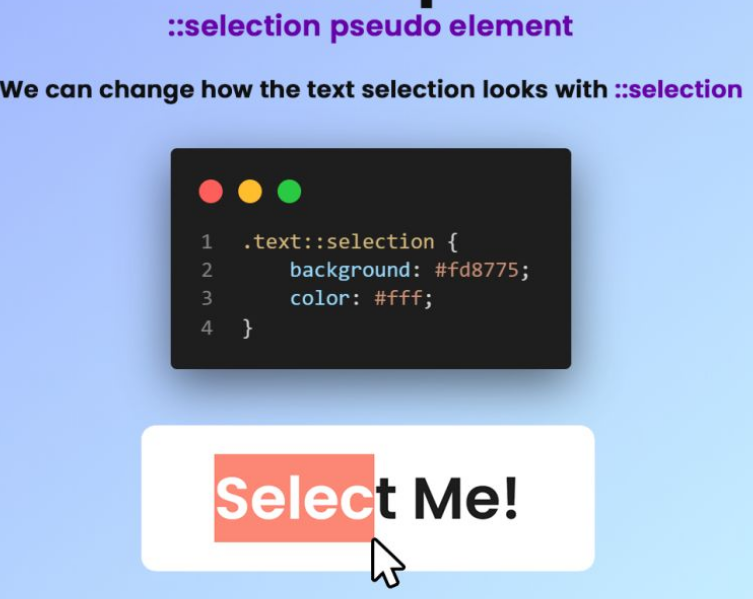 ::selection pseudo element
We can change how the text selection looks with ::selection
1 .text::selection {
2     background: #fd8775;
3     color: #fff;
4 }
Select Me!